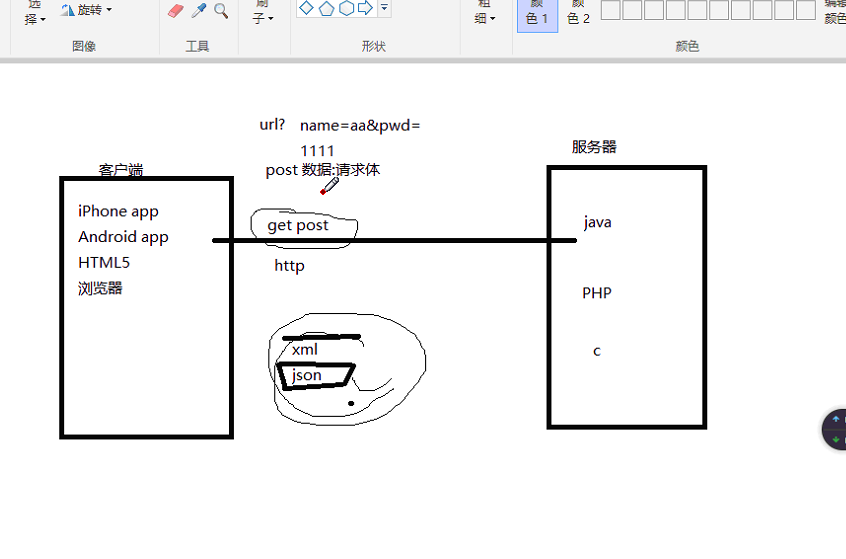 选
择
旋转
图像
工具
刷
子
形状
粗
细
颜
色 1
颜
色 2
编辑
颜色
颜色
url? name=aa&pwd=
1111
post 数据:请求体
客户端
服务器
iPhone app
Android app
HTML5
浏览器
get post
http
java
PHP
c
xml
json